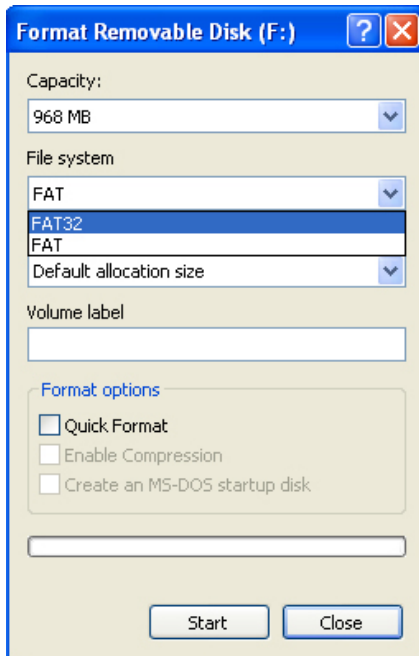 Format Removable Disk (F:)
?
X
Capacity:
968 MB
File system
FAT
FAT32
FAT
Default allocation size
Volume label
Format options
Quick Format
Enable Compression
Create an MS-DOS startup disk
Start
Close